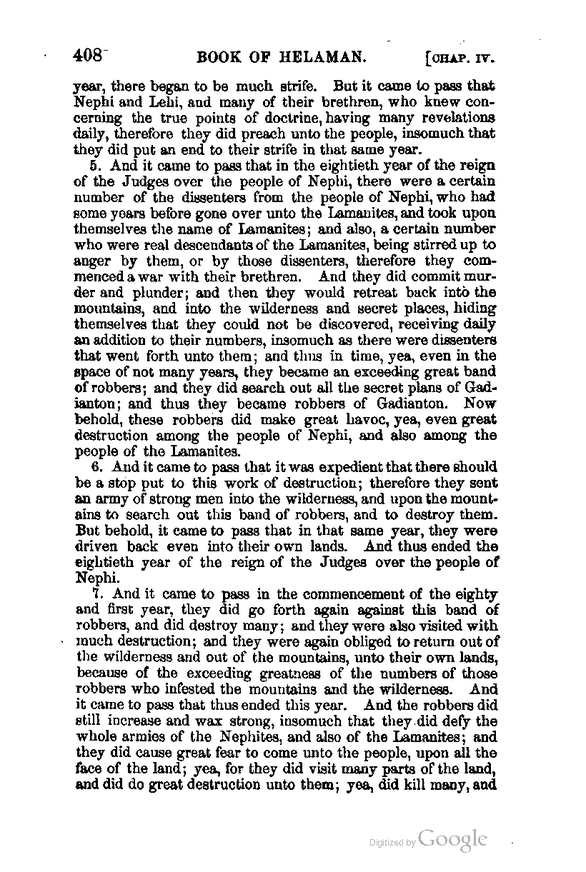 408 BOOK OF HELAMAN. [CHAP. IV.
year, there began to be much strife. But it came to pass that
Nephi and Lehi, and many of their brethren, who knew con-
cerning the true points of doctrine, having many revelations
daily, therefore they did preach unto the people, insomuch that
they did put an end to their strife in that same year.
5. And it came to pass that in the eightieth year of the reign
of the Judges over the people of Nephi, there were a certain
number of the dissenters from the people of Nephi, who had
some years before gone over unto the Lamanites, and took upon
themselves the name of Lamanites; and also, a certain number
who were real descendants of the Lamanites, being stirred up to
anger by them, or by those dissenters, therefore they com-
menced a war with their brethren. And they did commit mur-
der and plunder; and then they would retreat back into the
mountains, and into the wilderness and secret places, hiding
themselves that they could not be discovered, receiving daily
an addition to their numbers, insomuch as there were dissenters
that went forth unto them; and thus in time, yea, even in the
space of not many years, they became an exceeding great band
of robbers; and they did search out all the secret plans of Gad-
ianton; and thus they became robbers of Gadianton. Now
behold, these robbers did make great havoc, yea, even great
destruction among the people of Nephi, and also among the
people of the Lamanites.
6. And it came to pass that it was expedient that there should
be a stop put to this work of destruction; therefore they sent
an army of strong men into the wilderness, and upon the mount-
ains to search out this band of robbers, and to destroy them.
But behold, it came to pass that in that same year, they were
driven back even into their own lands. And thus ended the
eightieth year of the reign of the Judges over the people of
Nephi.
7. And it came to pass in the commencement of the eighty
and first year, they did go forth again against this band of
robbers, and did destroy many; and they were also visited with
much destruction; and they were again obliged to return out of
the wilderness and out of the mountains, unto their own lands,
because of the exceeding greatness of the numbers of those
robbers who infested the mountains and the wilderness. And
it came to pass that thus ended this year. And the robbers did
still increase and wax strong, insomuch that they did defy the
whole armies of the Nephites, and also of the Lamanites; and
they did cause great fear to come unto the people, upon all the
face of the land; yea, for they did visit many parts of the land,
and did do great destruction unto them; yea, did kill many, and
Digitized by Google